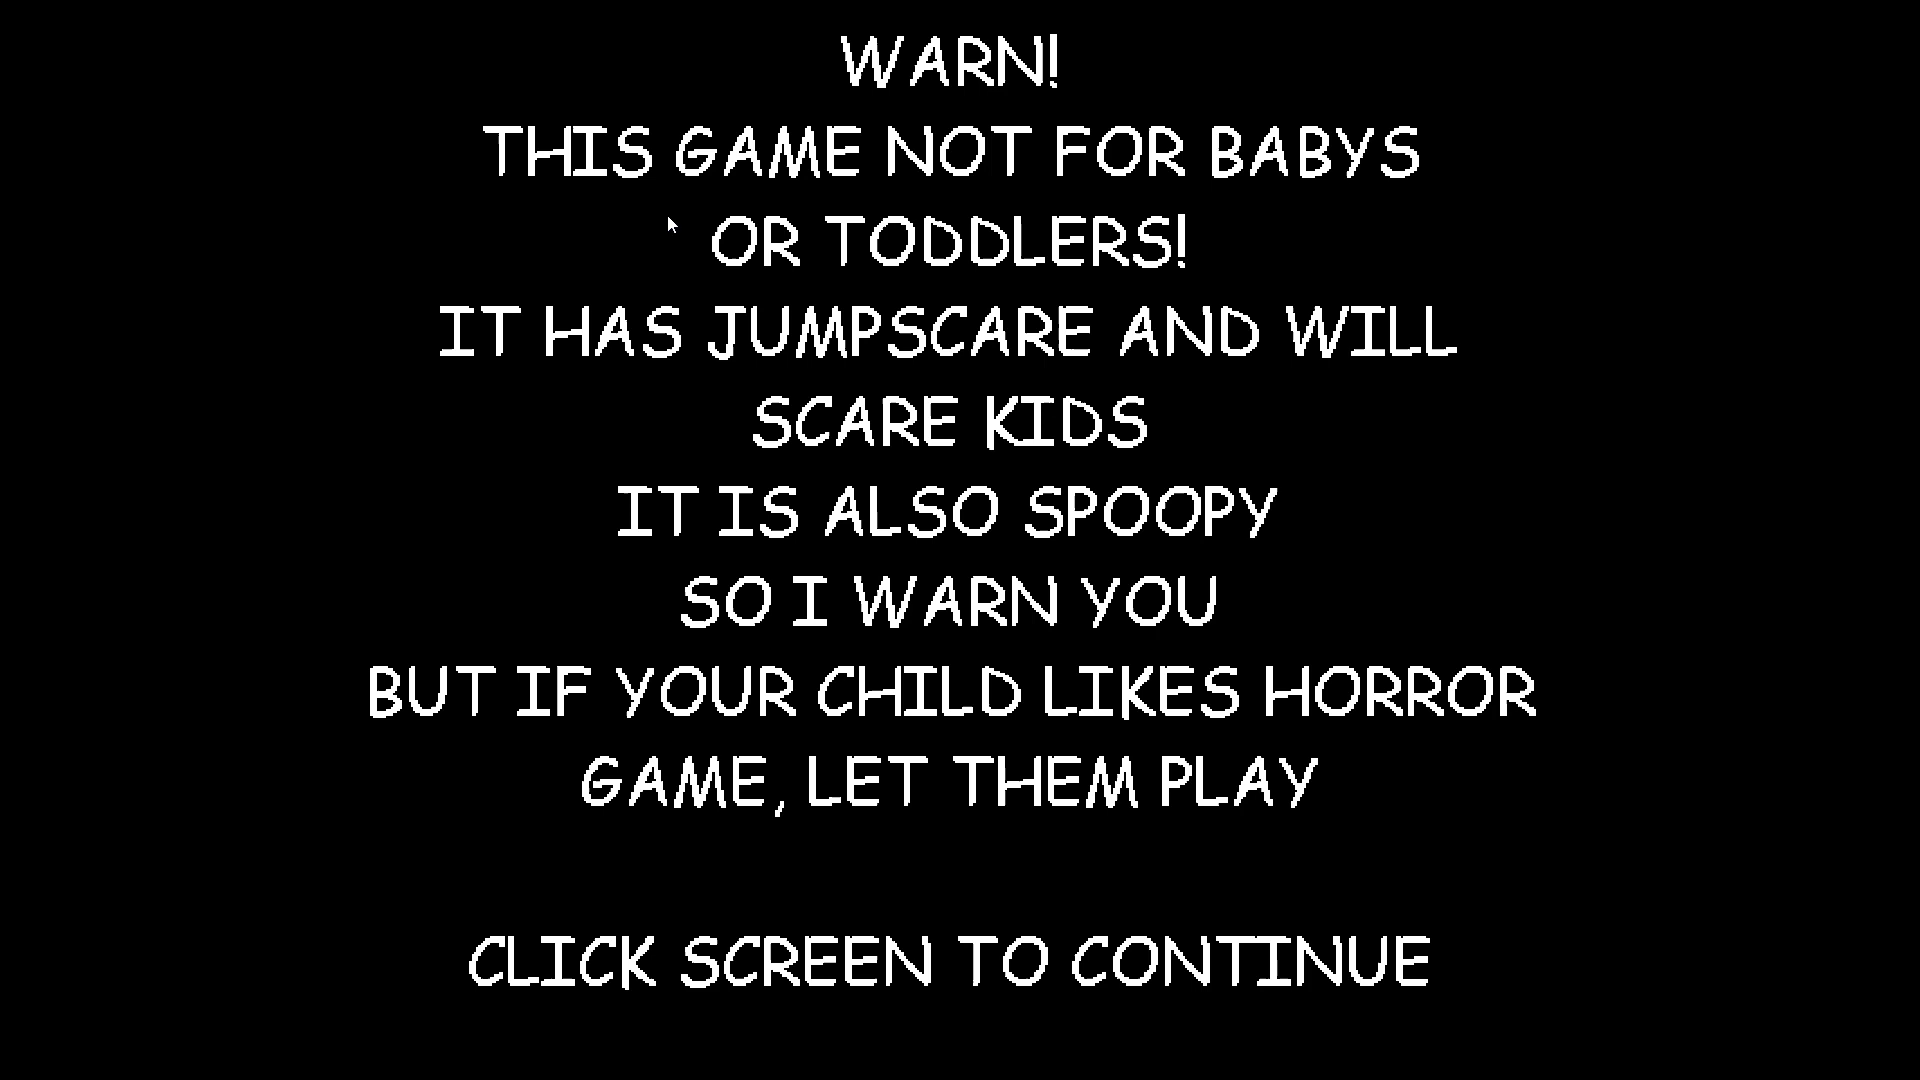 WARN!
THIS GAME NOT FOR BABYS
OR TODDLERS!
IT HAS JUMPSCARE AND WILL
SCARE KIDS
IT IS ALSO SPOOPY
SO I WARN YOU
BUT IF YOUR CHILD LIKES HORROR
GAME, LET THEM PLAY
CLICK SCREEN TO CONTINUE